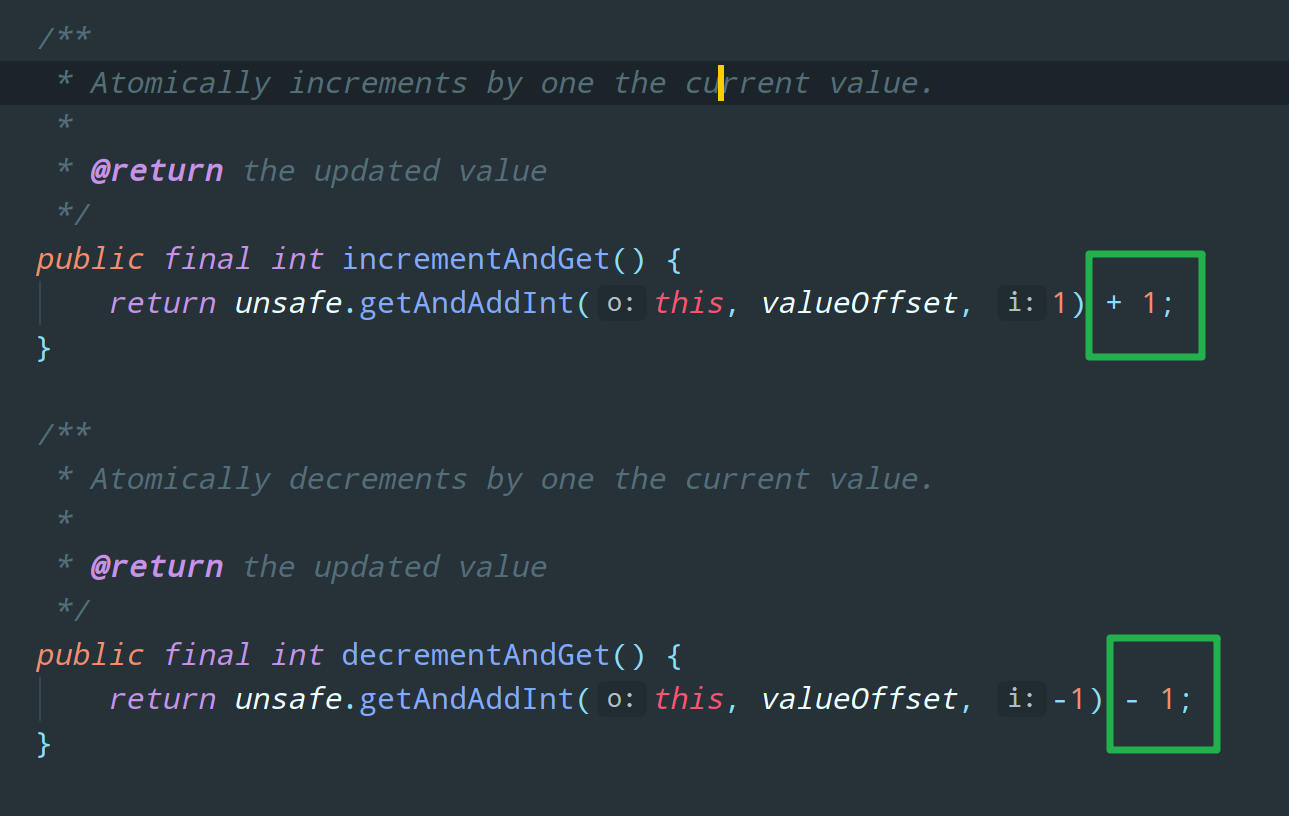 /**
 * Atomically increments by one the current value.
 *
 * @return the updated value
 */
public final int incrementAndGet() {
    return unsafe.getAndAddInt( o: this, valueOffset, i: 1) + 1;
}
/**
 * Atomically decrements by one the current value.
 *
 * @return the updated value
 */
public final int decrementAndGet() {
    return unsafe.getAndAddInt( o: this, valueOffset, i: -1) - 1;
}